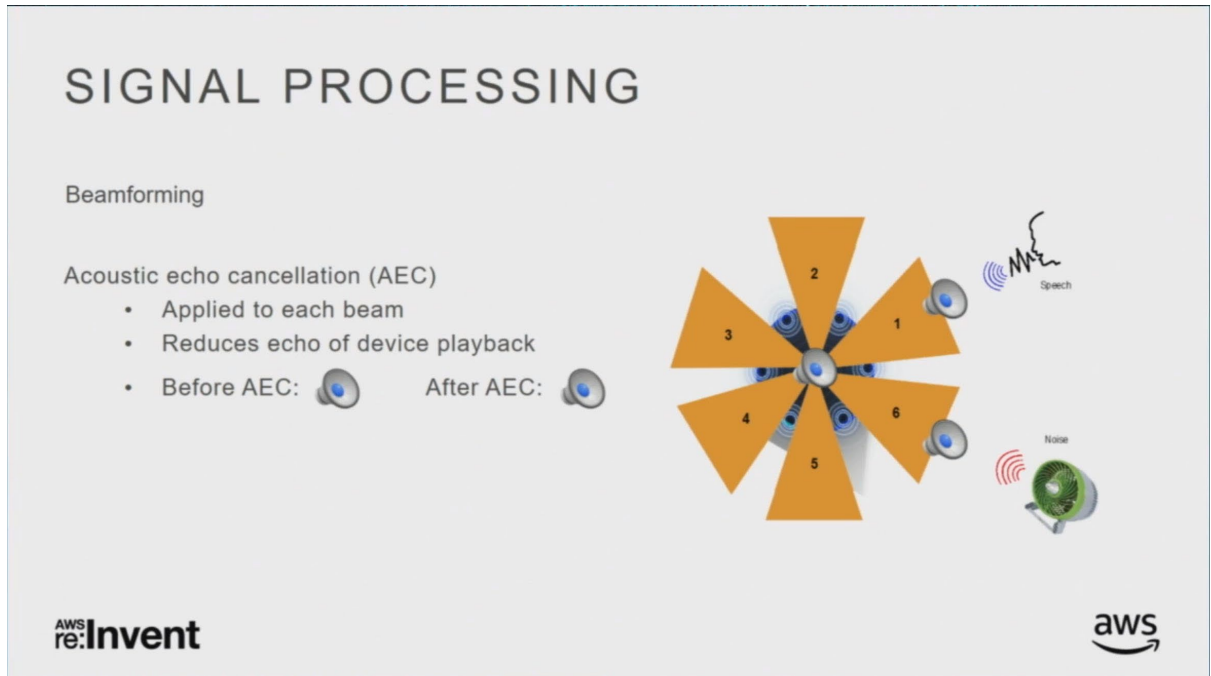 SIGNAL PROCESSING
Beamforming
Acoustic echo cancellation (AEC)
• Applied to each beam
• Reduces echo of device playback
• Before AEC: After AEC:
2
3
1
4
6
5
Speech
Noise
AWS
re:Invent
aws